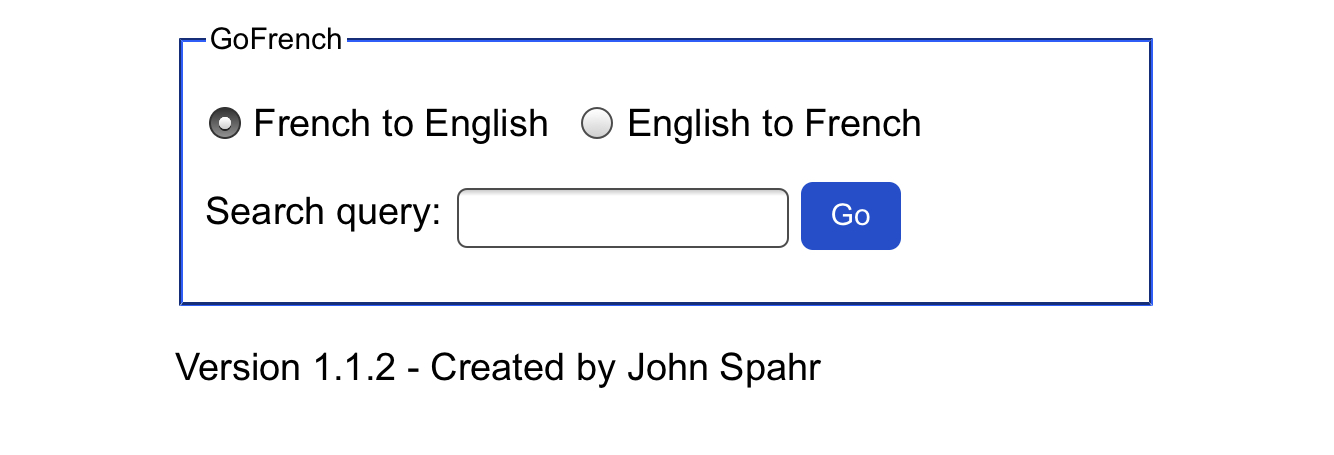 GoFrench
French to English English to French
Search query: Go
Version 1.1.2 - Created by John Spahr